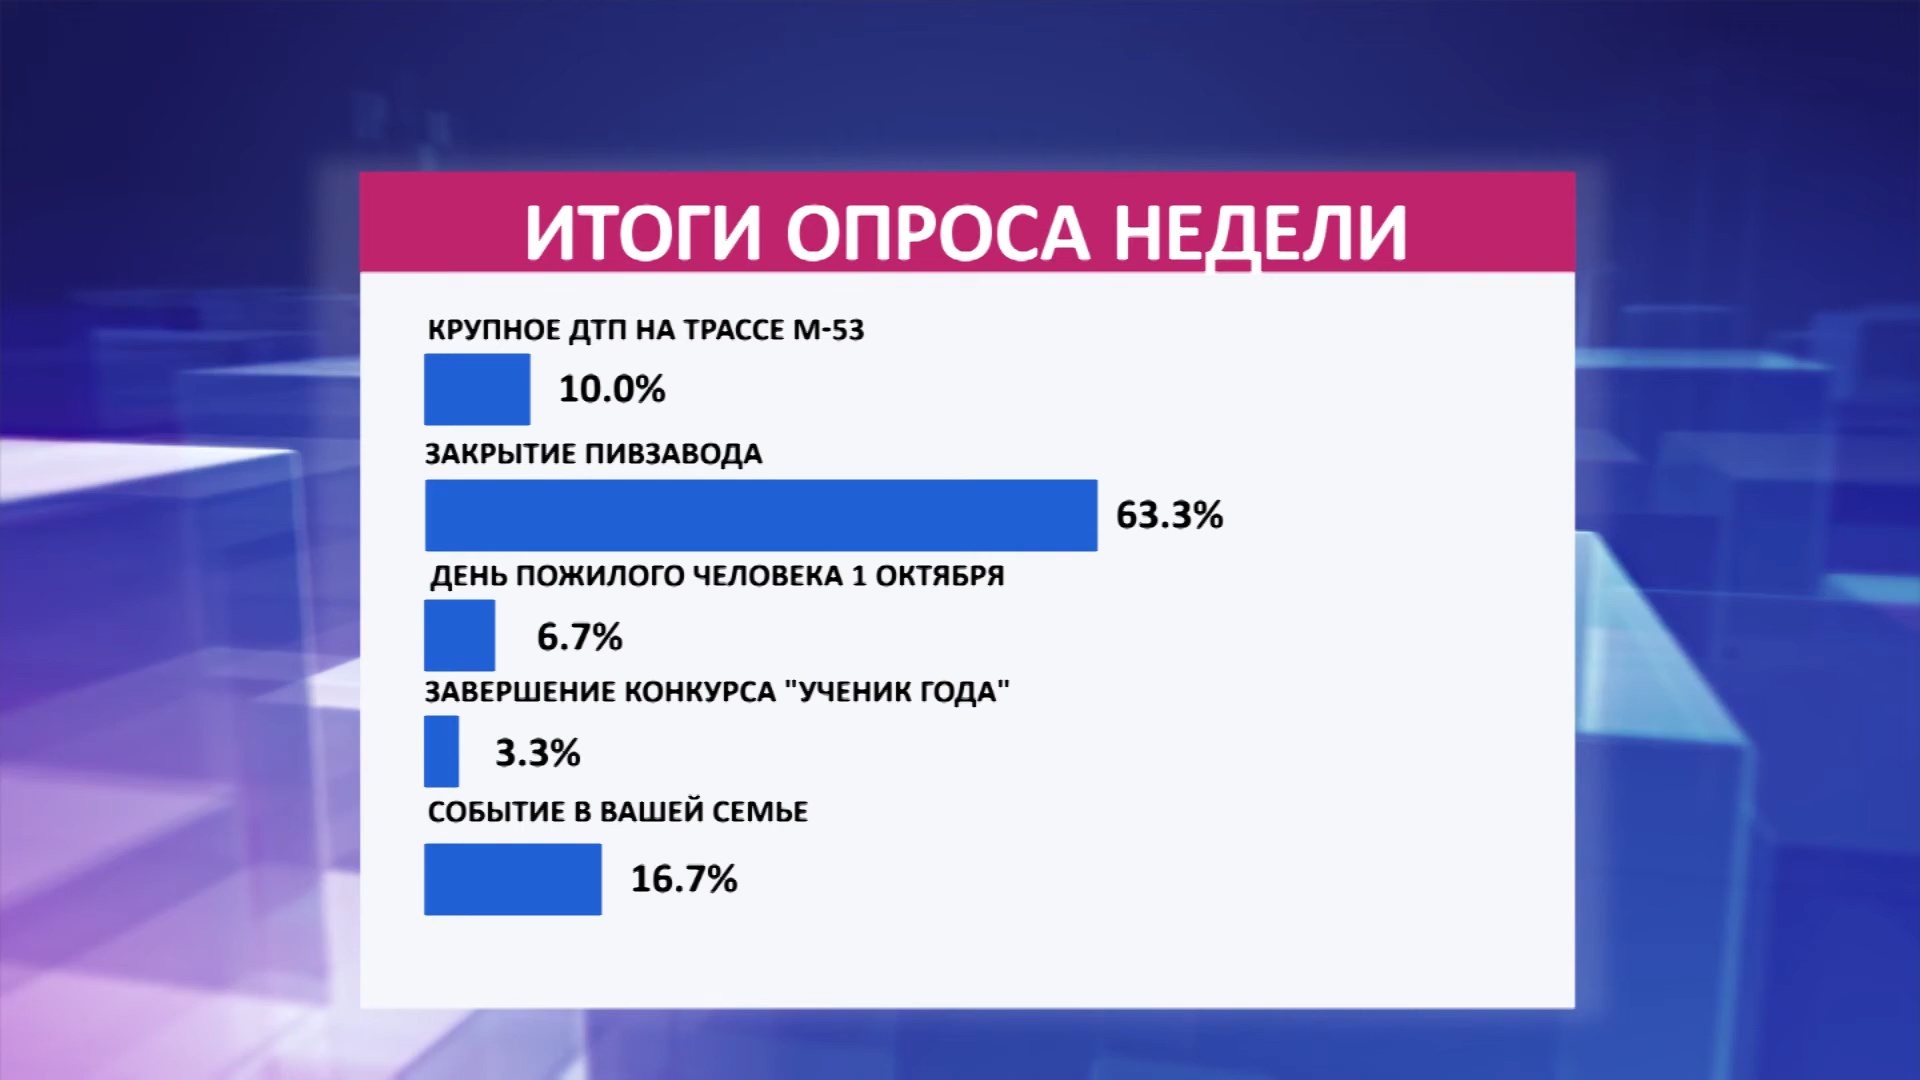 ИТОГИ ОПРОСА НЕДЕЛИ
КРУПНОЕ ДТП НА ТРАССЕ М-53
10.0%
ЗАКРЫТИЕ ПИВЗАВОДА
63.3%
ДЕНЬ ПОЖИЛОГО ЧЕЛОВЕКА 1 ОКТЯБРЯ
6.7%
ЗАВЕРШЕНИЕ КОНКУРСА "УЧЕНИК ГОДА"
3.3%
СОБЫТИЕ В ВАШЕЙ СЕМЬЕ
16.7%